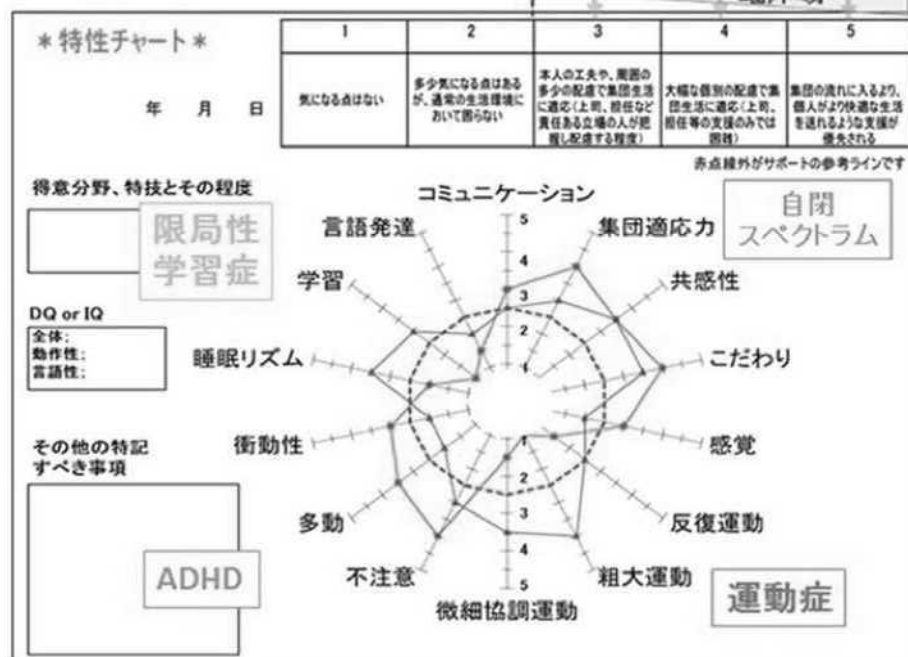 ＊特性チャート＊
年　月　日
1
2
3
4
5
気になる点はない
多少気になる点はある
が、通常の生活環境に
おいて困らない
本人の工夫や、周囲の
多少の配慮で集団生活
に適応（上司、担任など
責任ある立場の人が把
握し配慮する程度）
大幅な個別の配慮で集
団生活に適応（上司、
担任等の支援のみでは
困難）
集団の流れに入るより、
個人がより快適な生活
を送れるような支援が
優先される
赤点線外がサポートの参考ラインです
得意分野、特技とその程度
限局性
学習症
自閉
スペクトラム
DQ or IQ
全体；
動作性；
言語性；
その他の特記
すべき事項
ADHD
運動症
コミュニケーション
集団適応力
共感性
こだわり
感覚
反復運動
粗大運動
微細協調運動
不注意
多動
衝動性
睡眠リズム
学習
言語発達
5
4
3
2
1
1
2
3
4
5